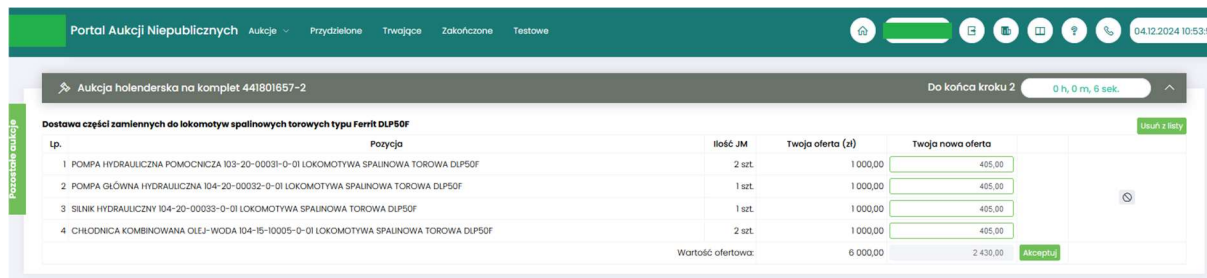 Portal Aukcji Niepublicznych Aukcje Przydzielone Trwające Zakończone Testowe 04.12.2024 10:53:
Aukcja holenderska na komplet 441801657-2 Do końca kroku 2 0 h, 0 m, 6 sek.
Pozostałe aukcje
Dostawa części zamiennych do lokomotyw spalinowych torowych typu Ferrit DLP50F Usuń z listy
Lp. Pozycja Ilość JM Twoja oferta (zł) Twoja nowa oferta
1 POMPA HYDRAULICZNA POMOCNICZA 103-20-00031-0-01 LOKOMOTYWA SPALINOWA TOROWA DLP50F 2 szt. 1 000,00 405,00
2 POMPA GŁÓWNA HYDRAULICZNA 104-20-00032-0-01 LOKOMOTYWA SPALINOWA TOROWA DLP50F 1 szt. 1 000,00 405,00
3 SILNIK HYDRAULICZNY 104-20-00033-0-01 LOKOMOTYWA SPALINOWA TOROWA DLP50F 1 szt. 1 000,00 405,00
4 CHŁODNICA KOMBINOWANA OLEJ-WODA 104-15-10005-0-01 LOKOMOTYWA SPALINOWA TOROWA DLP50F 2 szt. 1 000,00 405,00
Wartość ofertowa: 6 000,00 2 430,00 Akceptuj